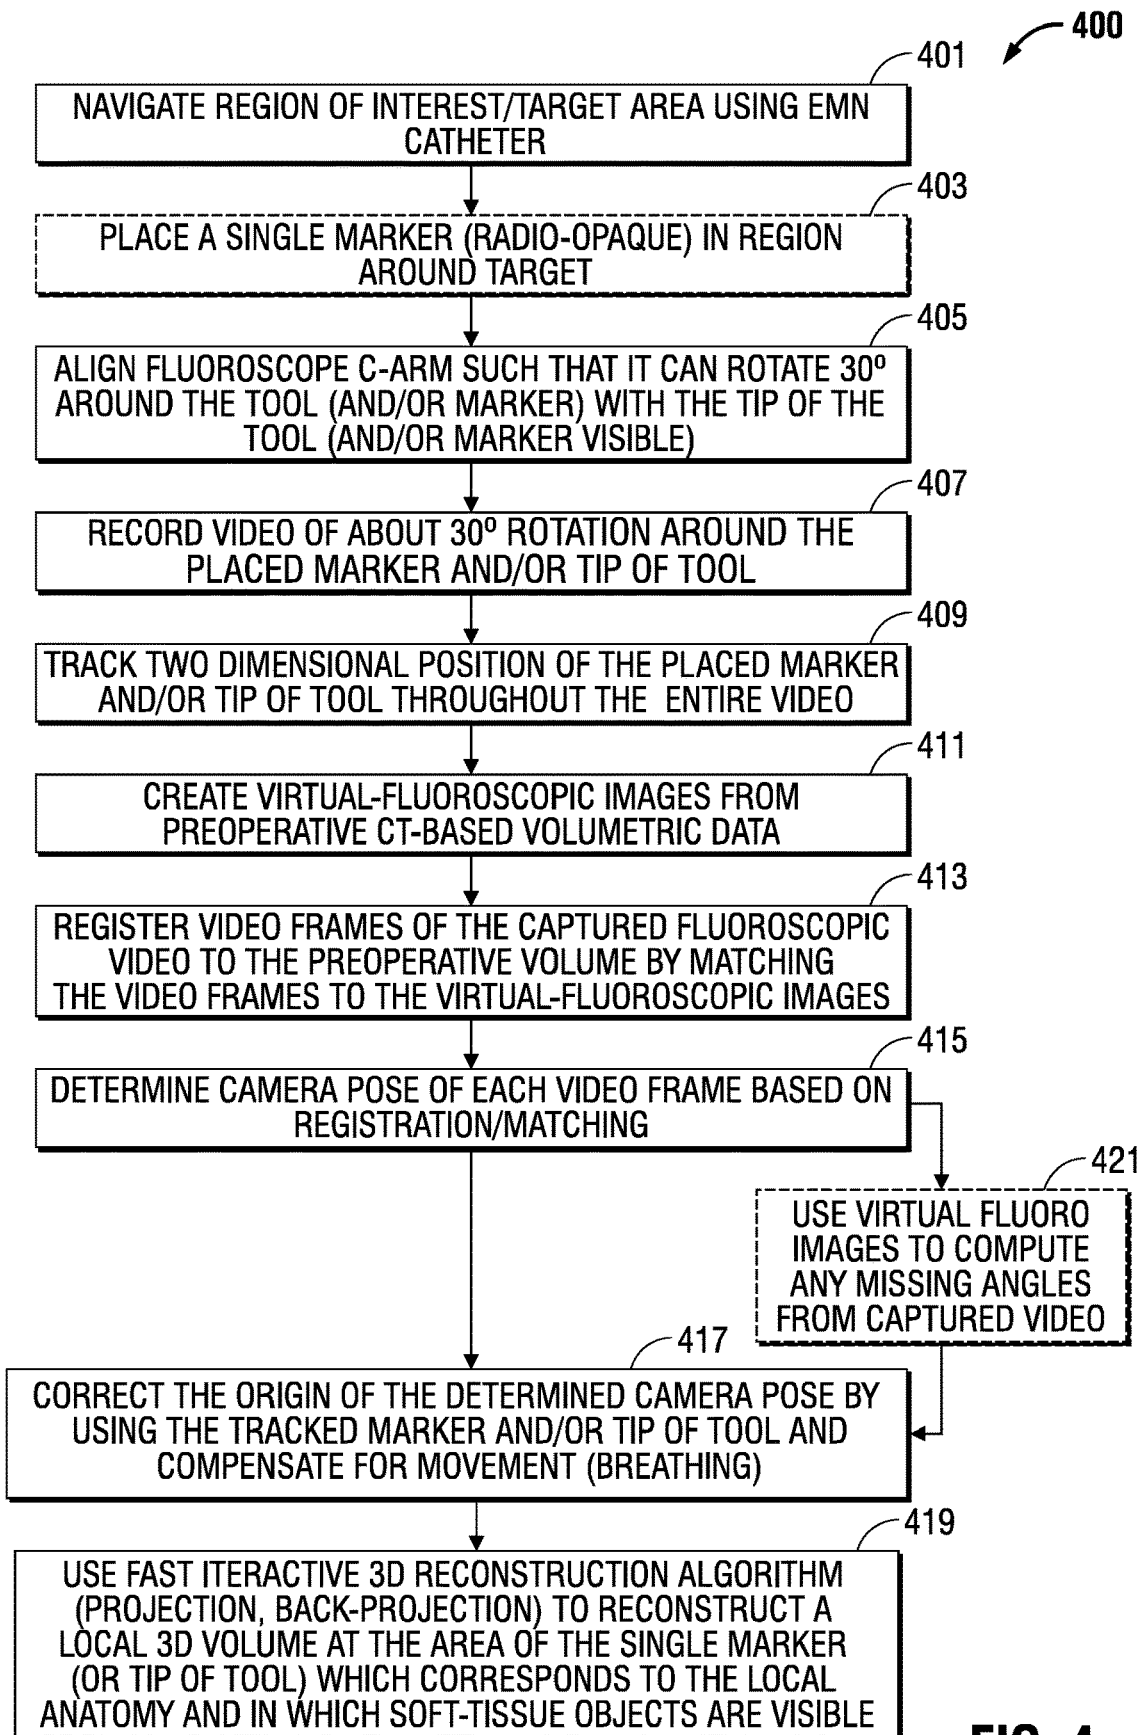 400
401
NAVIGATE REGION OF INTEREST/TARGET AREA USING EMN
CATHETER
403
PLACE A SINGLE MARKER (RADIO-OPAQUE) IN REGION
AROUND TARGET
405
ALIGN FLUOROSCOPE C-ARM SUCH THAT IT CAN ROTATE 30º
AROUND THE TOOL (AND/OR MARKER) WITH THE TIP OF THE
TOOL (AND/OR MARKER VISIBLE)
407
RECORD VIDEO OF ABOUT 30º ROTATION AROUND THE
PLACED MARKER AND/OR TIP OF TOOL
409
TRACK TWO DIMENSIONAL POSITION OF THE PLACED MARKER
AND/OR TIP OF TOOL THROUGHOUT THE ENTIRE VIDEO
411
CREATE VIRTUAL-FLUOROSCOPIC IMAGES FROM
PREOPERATIVE CT-BASED VOLUMETRIC DATA
413
REGISTER VIDEO FRAMES OF THE CAPTURED FLUOROSCOPIC
VIDEO TO THE PREOPERATIVE VOLUME BY MATCHING
THE VIDEO FRAMES TO THE VIRTUAL-FLUOROSCOPIC IMAGES
415
DETERMINE CAMERA POSE OF EACH VIDEO FRAME BASED ON
REGISTRATION/MATCHING
421
USE VIRTUAL FLUORO
IMAGES TO COMPUTE
ANY MISSING ANGLES
FROM CAPTURED VIDEO
417
CORRECT THE ORIGIN OF THE DETERMINED CAMERA POSE BY
USING THE TRACKED MARKER AND/OR TIP OF TOOL AND
COMPENSATE FOR MOVEMENT (BREATHING)
419
USE FAST ITERACTIVE 3D RECONSTRUCTION ALGORITHM
(PROJECTION, BACK-PROJECTION) TO RECONSTRUCT A
LOCAL 3D VOLUME AT THE AREA OF THE SINGLE MARKER
(OR TIP OF TOOL) WHICH CORRESPONDS TO THE LOCAL
ANATOMY AND IN WHICH SOFT-TISSUE OBJECTS ARE VISIBLE
FIG. 4